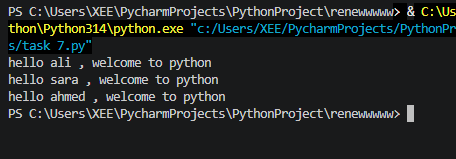 PS C:\Users\XEE\PycharmProjects\PythonProject\renewwwww> & C:\Us
thon\Python314\python.exe "c:/Users/XEE/PycharmProjects/PythonPr
s/task 7.py"
hello ali , welcome to python
hello sara , welcome to python
hello ahmed , welcome to python
PS C:\Users\XEE\PycharmProjects\PythonProject\renewwwww>